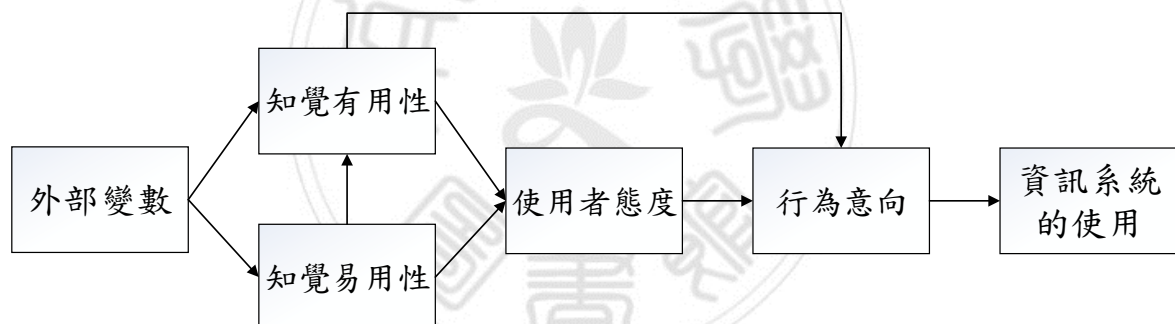 外部變數
知覺有用性
知覺易用性
使用者態度
行為意向
資訊系統
的使用